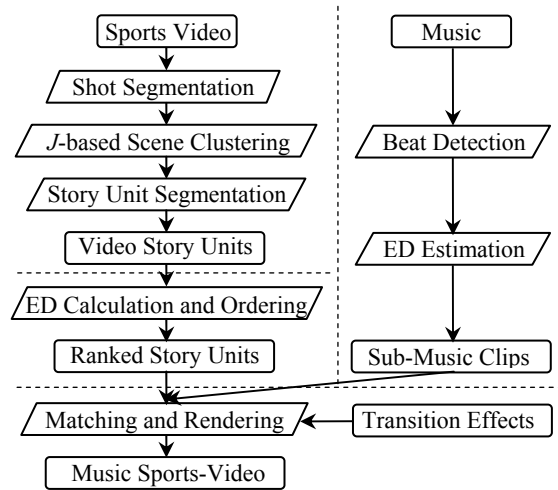 Sports Video
Shot Segmentation
J-based Scene Clustering
Story Unit Segmentation
Video Story Units
ED Calculation and Ordering
Ranked Story Units
Music
Beat Detection
ED Estimation
Sub-Music Clips
Matching and Rendering
Transition Effects
Music Sports-Video